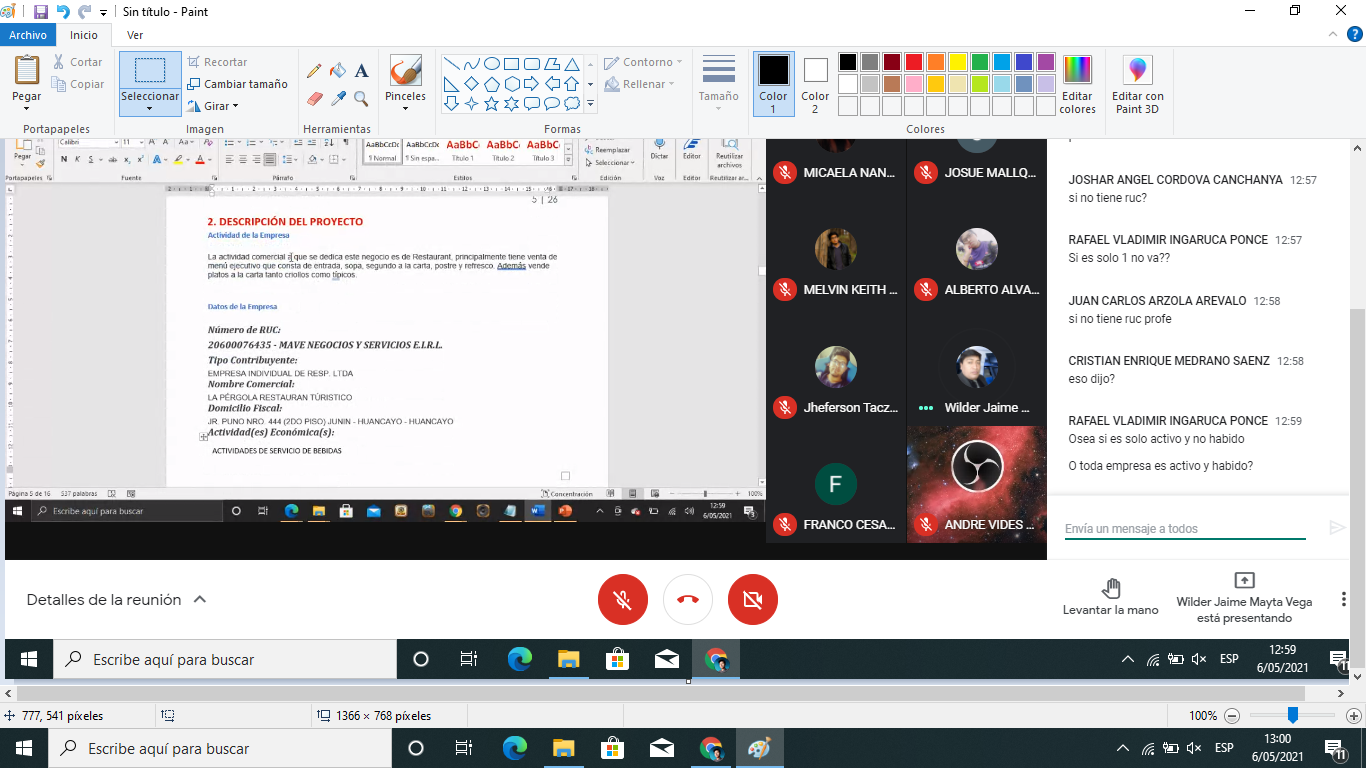 Sin título - Paint
Archivo Inicio Ver
Pegar
Cortar
Copiar
Portapapeles
Seleccionar
Recortar
Cambiar tamaño
Girar
Imagen
Herramientas
Pinceles
Contorno
Rellenar
Formas
Tamaño
Color 1
Color 2
Editar colores
Colores
Editar con Paint 3D
Pegar
Portapapeles
Calibri 11
N K S
Fuente
Párrafo
AaBbCcDc AaBbCcDc AaBbCc AaBbCc AaBbCc
¶ Normal ¶ Sin espa... Título 1 Título 2 Título 3
Estilos
Reemplazar
Seleccionar
Edición
Dictar
Voz
Editor
Editor
Reutilizar archivos
Reutilizar ar...
5 | 26
2. DESCRIPCIÓN DEL PROYECTO
Actividad de la Empresa
La actividad comercial a que se dedica este negocio es de Restaurant, principalmente tiene venta de
menú ejecutivo que consta de entrada, sopa, segundo a la carta, postre y refresco. Además vende
platos a la carta tanto criollos como típicos.
Datos de la Empresa
Número de RUC:
20600076435 - MAVE NEGOCIOS Y SERVICIOS E.I.R.L.
Tipo Contribuyente:
EMPRESA INDIVIDUAL DE RESP. LTDA
Nombre Comercial:
LA PÉRGOLA RESTAURAN TÚRISTICO
Domicilio Fiscal:
JR. PUNO NRO. 444 (2DO PISO) JUNIN - HUANCAYO - HUANCAYO
Actividad(es) Económica(s):
ACTIVIDADES DE SERVICIO DE BEBIDAS
Página 5 de 16 537 palabras
Concentración
100%
Escribe aquí para buscar
12:59
6/05/2021
MICAELA NAN...
JOSUE MALLQ...
MELVIN KEITH ...
ALBERTO ALVA...
Jheferson Tacz...
Wilder Jaime ...
F
FRANCO CESA...
ANDRE VIDES ...
JOSHAR ANGEL CORDOVA CANCHANYA 12:57
si no tiene ruc?
RAFAEL VLADIMIR INGARUCA PONCE 12:57
Si es solo 1 no va??
JUAN CARLOS ARZOLA AREVALO 12:58
si no tiene ruc profe
CRISTIAN ENRIQUE MEDRANO SAENZ 12:58
eso dijo?
RAFAEL VLADIMIR INGARUCA PONCE 12:59
Osea si es solo activo y no habido
O toda empresa es activo y habido?
Envía un mensaje a todos
Detalles de la reunión
Levantar la mano
Wilder Jaime Mayta Vega
está presentando
Escribe aquí para buscar
ESP
12:59
6/05/2021
11
777, 541 píxeles
1366 × 768 píxeles
100%
Escribe aquí para buscar
ESP
13:00
6/05/2021
11